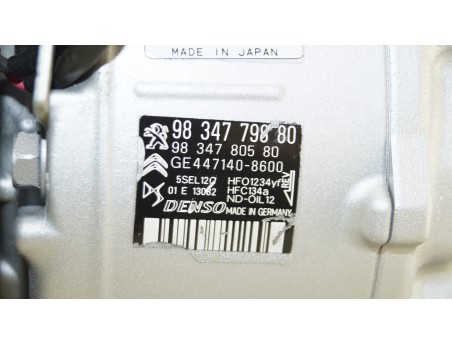 MADE IN JAPAN
98 347 798 80
98 347 805 80
GE447140-8600
5SEL12C HFO1234yf
01 E 13082 HFC134a
ND-OIL12
REV
DENSO MADE IN GERMANY